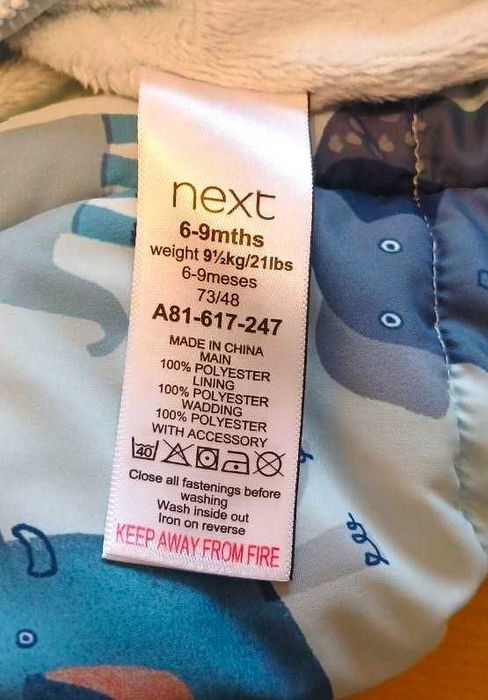 next
6-9mths
weight 9½kg/21lbs
6-9meses
73/48
A81-617-247
MADE IN CHINA
MAIN
100% POLYESTER
LINING
100% POLYESTER
WADDING
100% POLYESTER
WITH ACCESSORY
40
Close all fastenings before
washing
Wash inside out
Iron on reverse
KEEP AWAY FROM FIRE